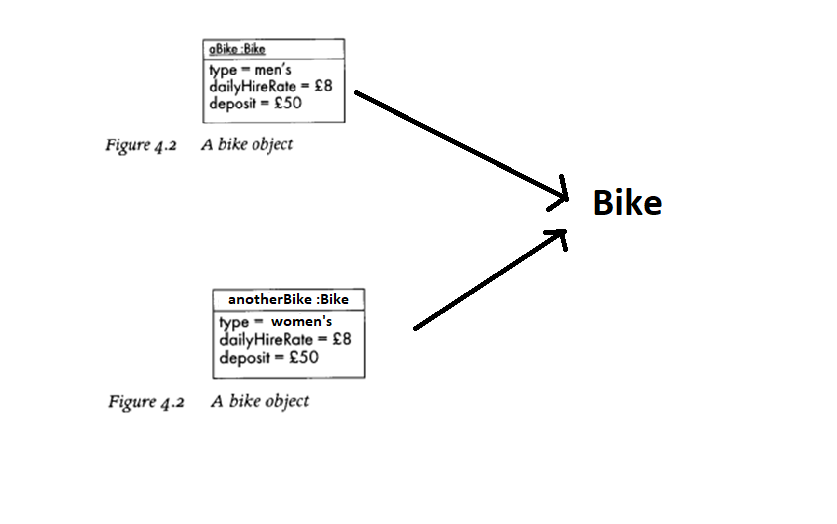 aBike :Bike
type = men's
dailyHireRate = £8
deposit = £50
Figure 4.2 A bike object
Bike
anotherBike :Bike
type = women's
dailyHireRate = £8
deposit = £50
Figure 4.2 A bike object